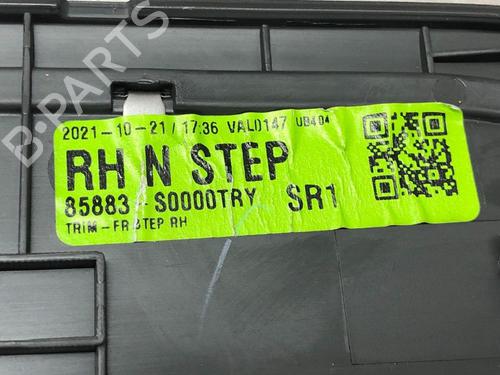 B-PARTS
2021-10-21 / 17:36 VAL0147 UB404
RH N STEP
85883-S0000TRY SR1
TRIM-FR STEP RH